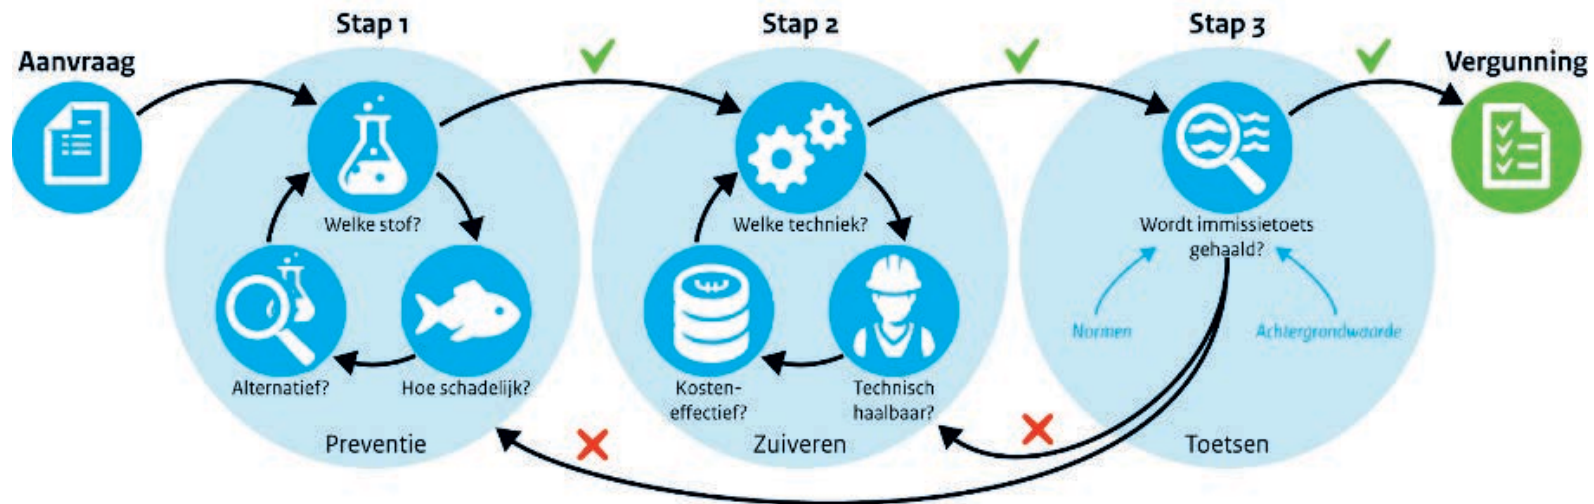 Aanvraag
Stap 1
Welke stof?
Hoe schadelijk?
Alternatief?
Preventie
Stap 2
Welke techniek?
Technisch
haalbaar?
Kosten-
effectief?
Zuiveren
Stap 3
Wordt immissietoets
gehaald?
Normen
Achtergrondwaarde
Toetsen
Vergunning